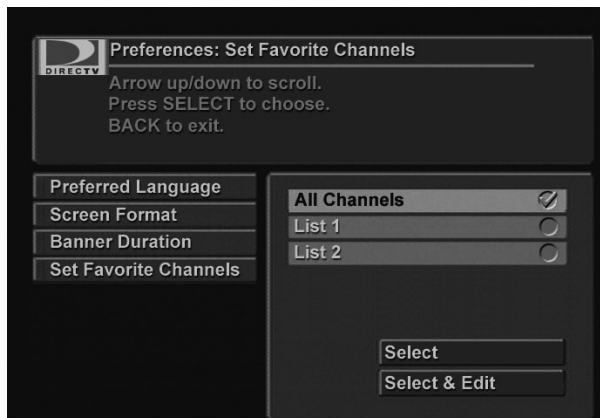 Preferences: Set Favorite Channels
DIRECTV
Arrow up/down to scroll.
Press SELECT to choose.
BACK to exit.
Preferred Language
Screen Format
Banner Duration
Set Favorite Channels
All Channels
List 1
List 2
Select
Select & Edit